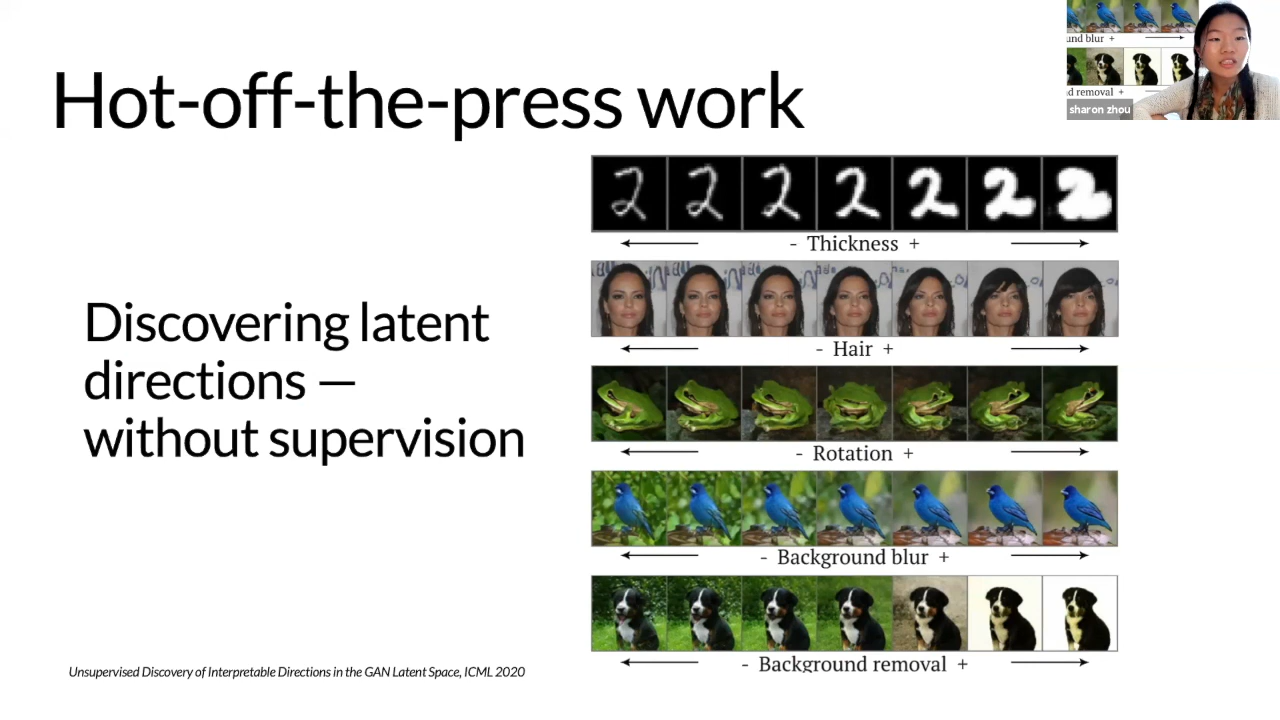 Hot-off-the-press work
und blur +
d removal +
sharon zhou
Discovering latent
directions —
without supervision
- Thickness +
- Hair +
- Rotation +
- Background blur +
- Background removal +
Unsupervised Discovery of Interpretable Directions in the GAN Latent Space, ICML 2020